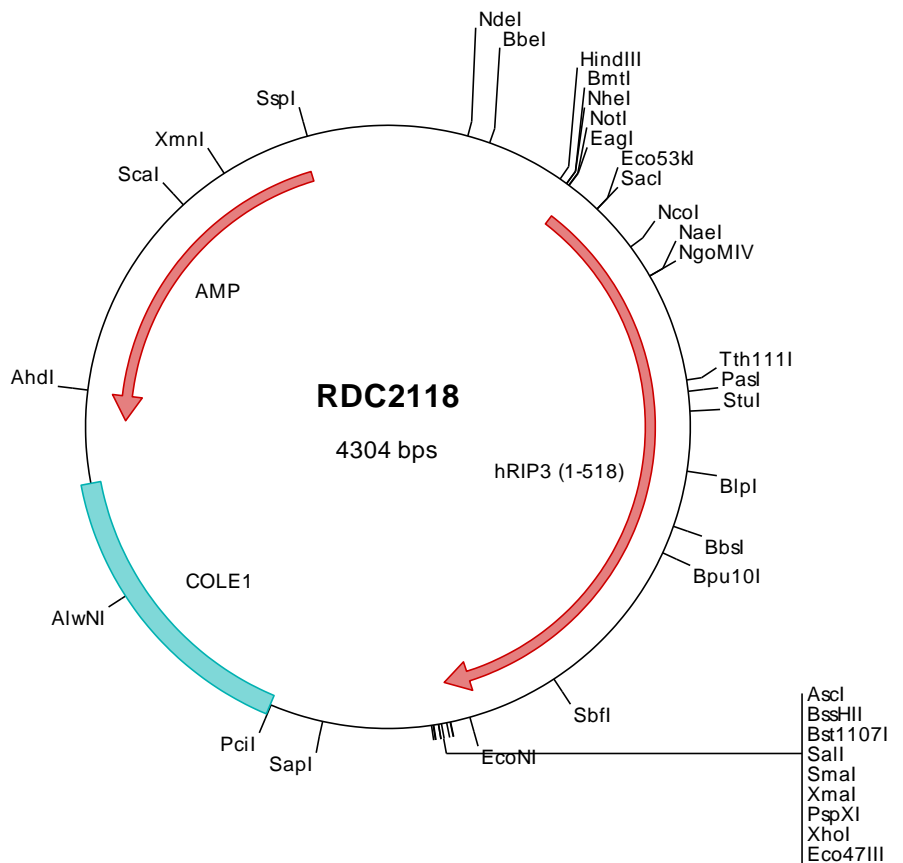 NdeI
BbeI
HindIII
BmtI
NheI
NotI
EagI
Eco53kI
SacI
NcoI
NaeI
NgoMIV
Tth111I
PasI
StuI
BlpI
BbsI
Bpu10I
SbfI
EcoNI
AscI
BssHII
Bst1107I
SalI
SmaI
XmaI
PspXI
XhoI
Eco47III
SapI
PciI
AlwNI
AhdI
ScaI
XmnI
SspI
AMP
RDC2118
4304 bps
hRIP3 (1-518)
COLE1